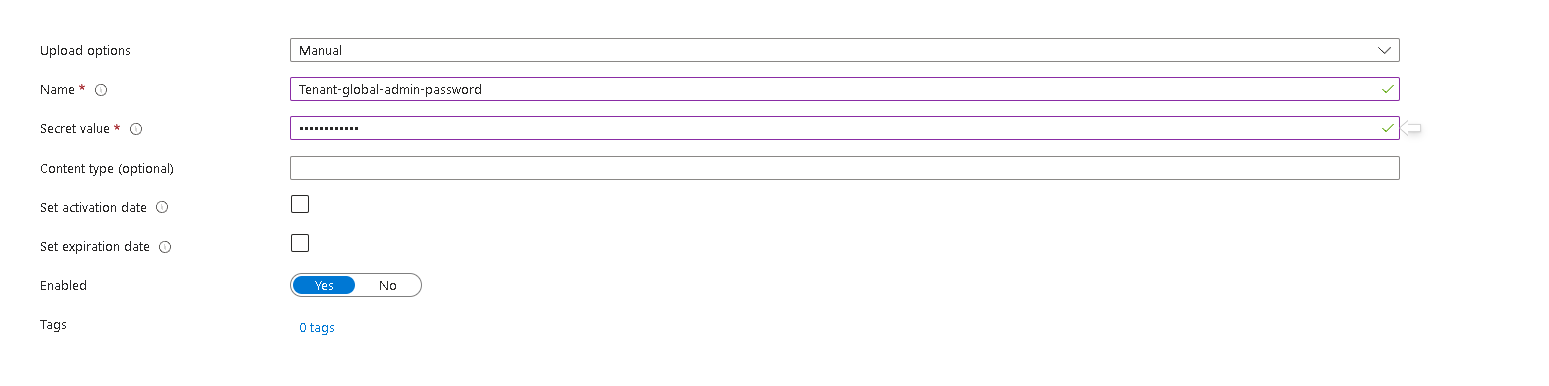 Upload options Manual
Name * Tenant-global-admin-password
Secret value * ••••••••••••
Content type (optional)
Set activation date
Set expiration date
Enabled Yes No
Tags 0 tags